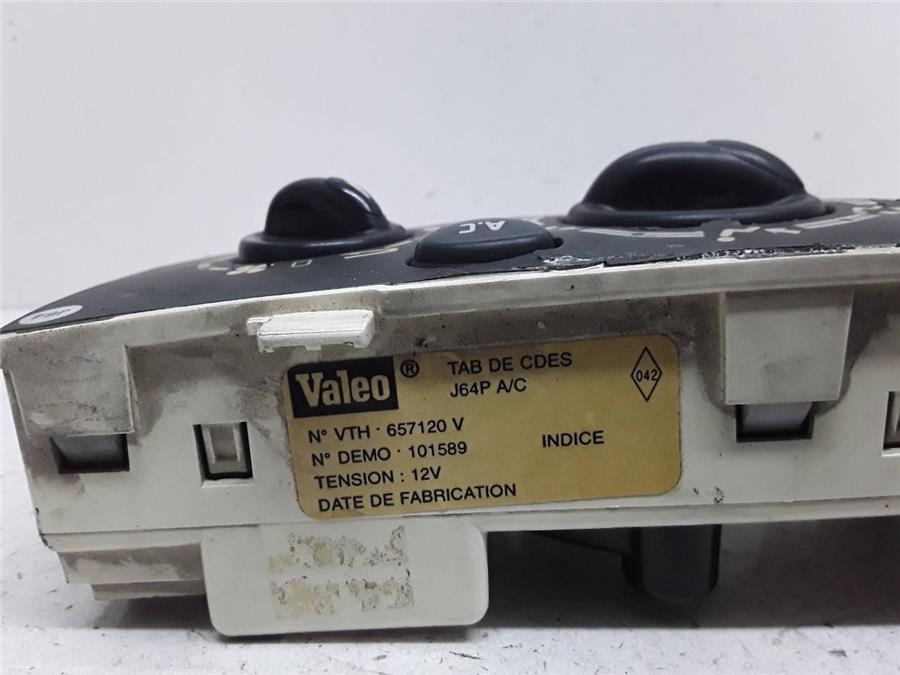 A.C
Valeo ®
TAB DE CDES
J64P A/C
042
N° VTH · 657120 V
N° DEMO · 101589
INDICE
TENSION : 12V
DATE DE FABRICATION